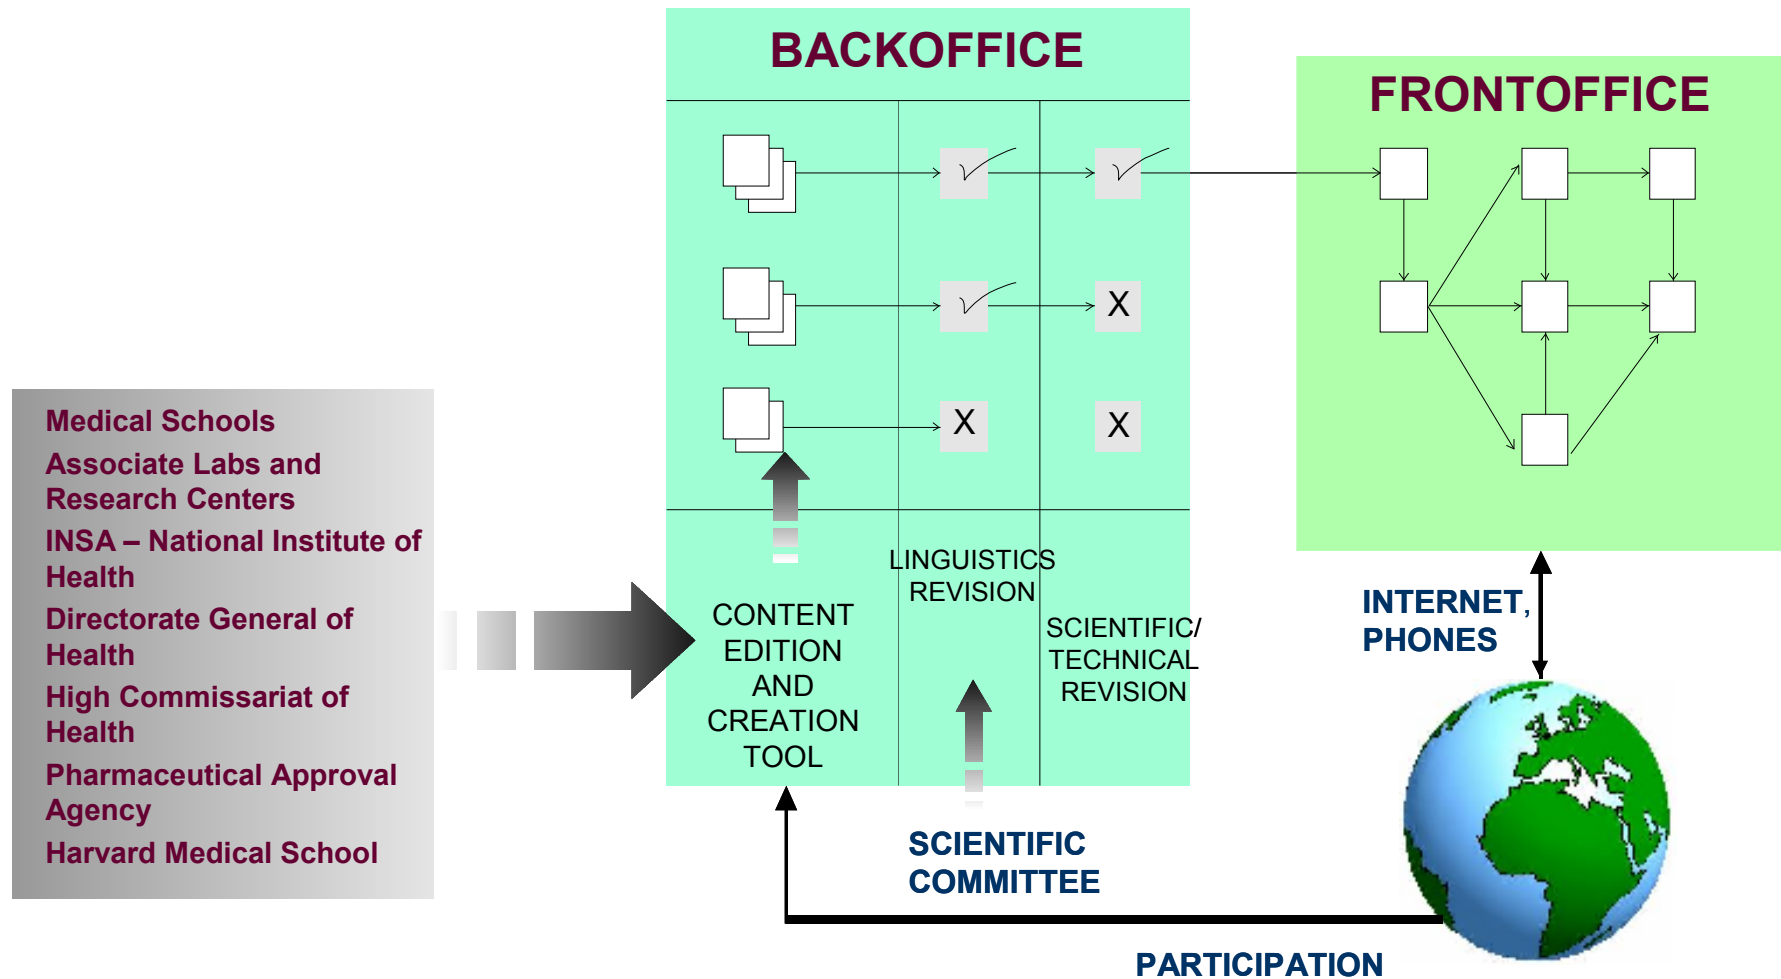 BACKOFFICE
FRONTOFFICE
X
X
X
Medical Schools
Associate Labs and
Research Centers
INSA – National Institute of
Health
Directorate General of
Health
High Commissariat of
Health
Pharmaceutical Approval
Agency
Harvard Medical School
CONTENT
EDITION
AND
CREATION
TOOL
LINGUISTICS
REVISION
SCIENTIFIC/
TECHNICAL
REVISION
INTERNET,
PHONES
SCIENTIFIC
COMMITTEE
PARTICIPATION